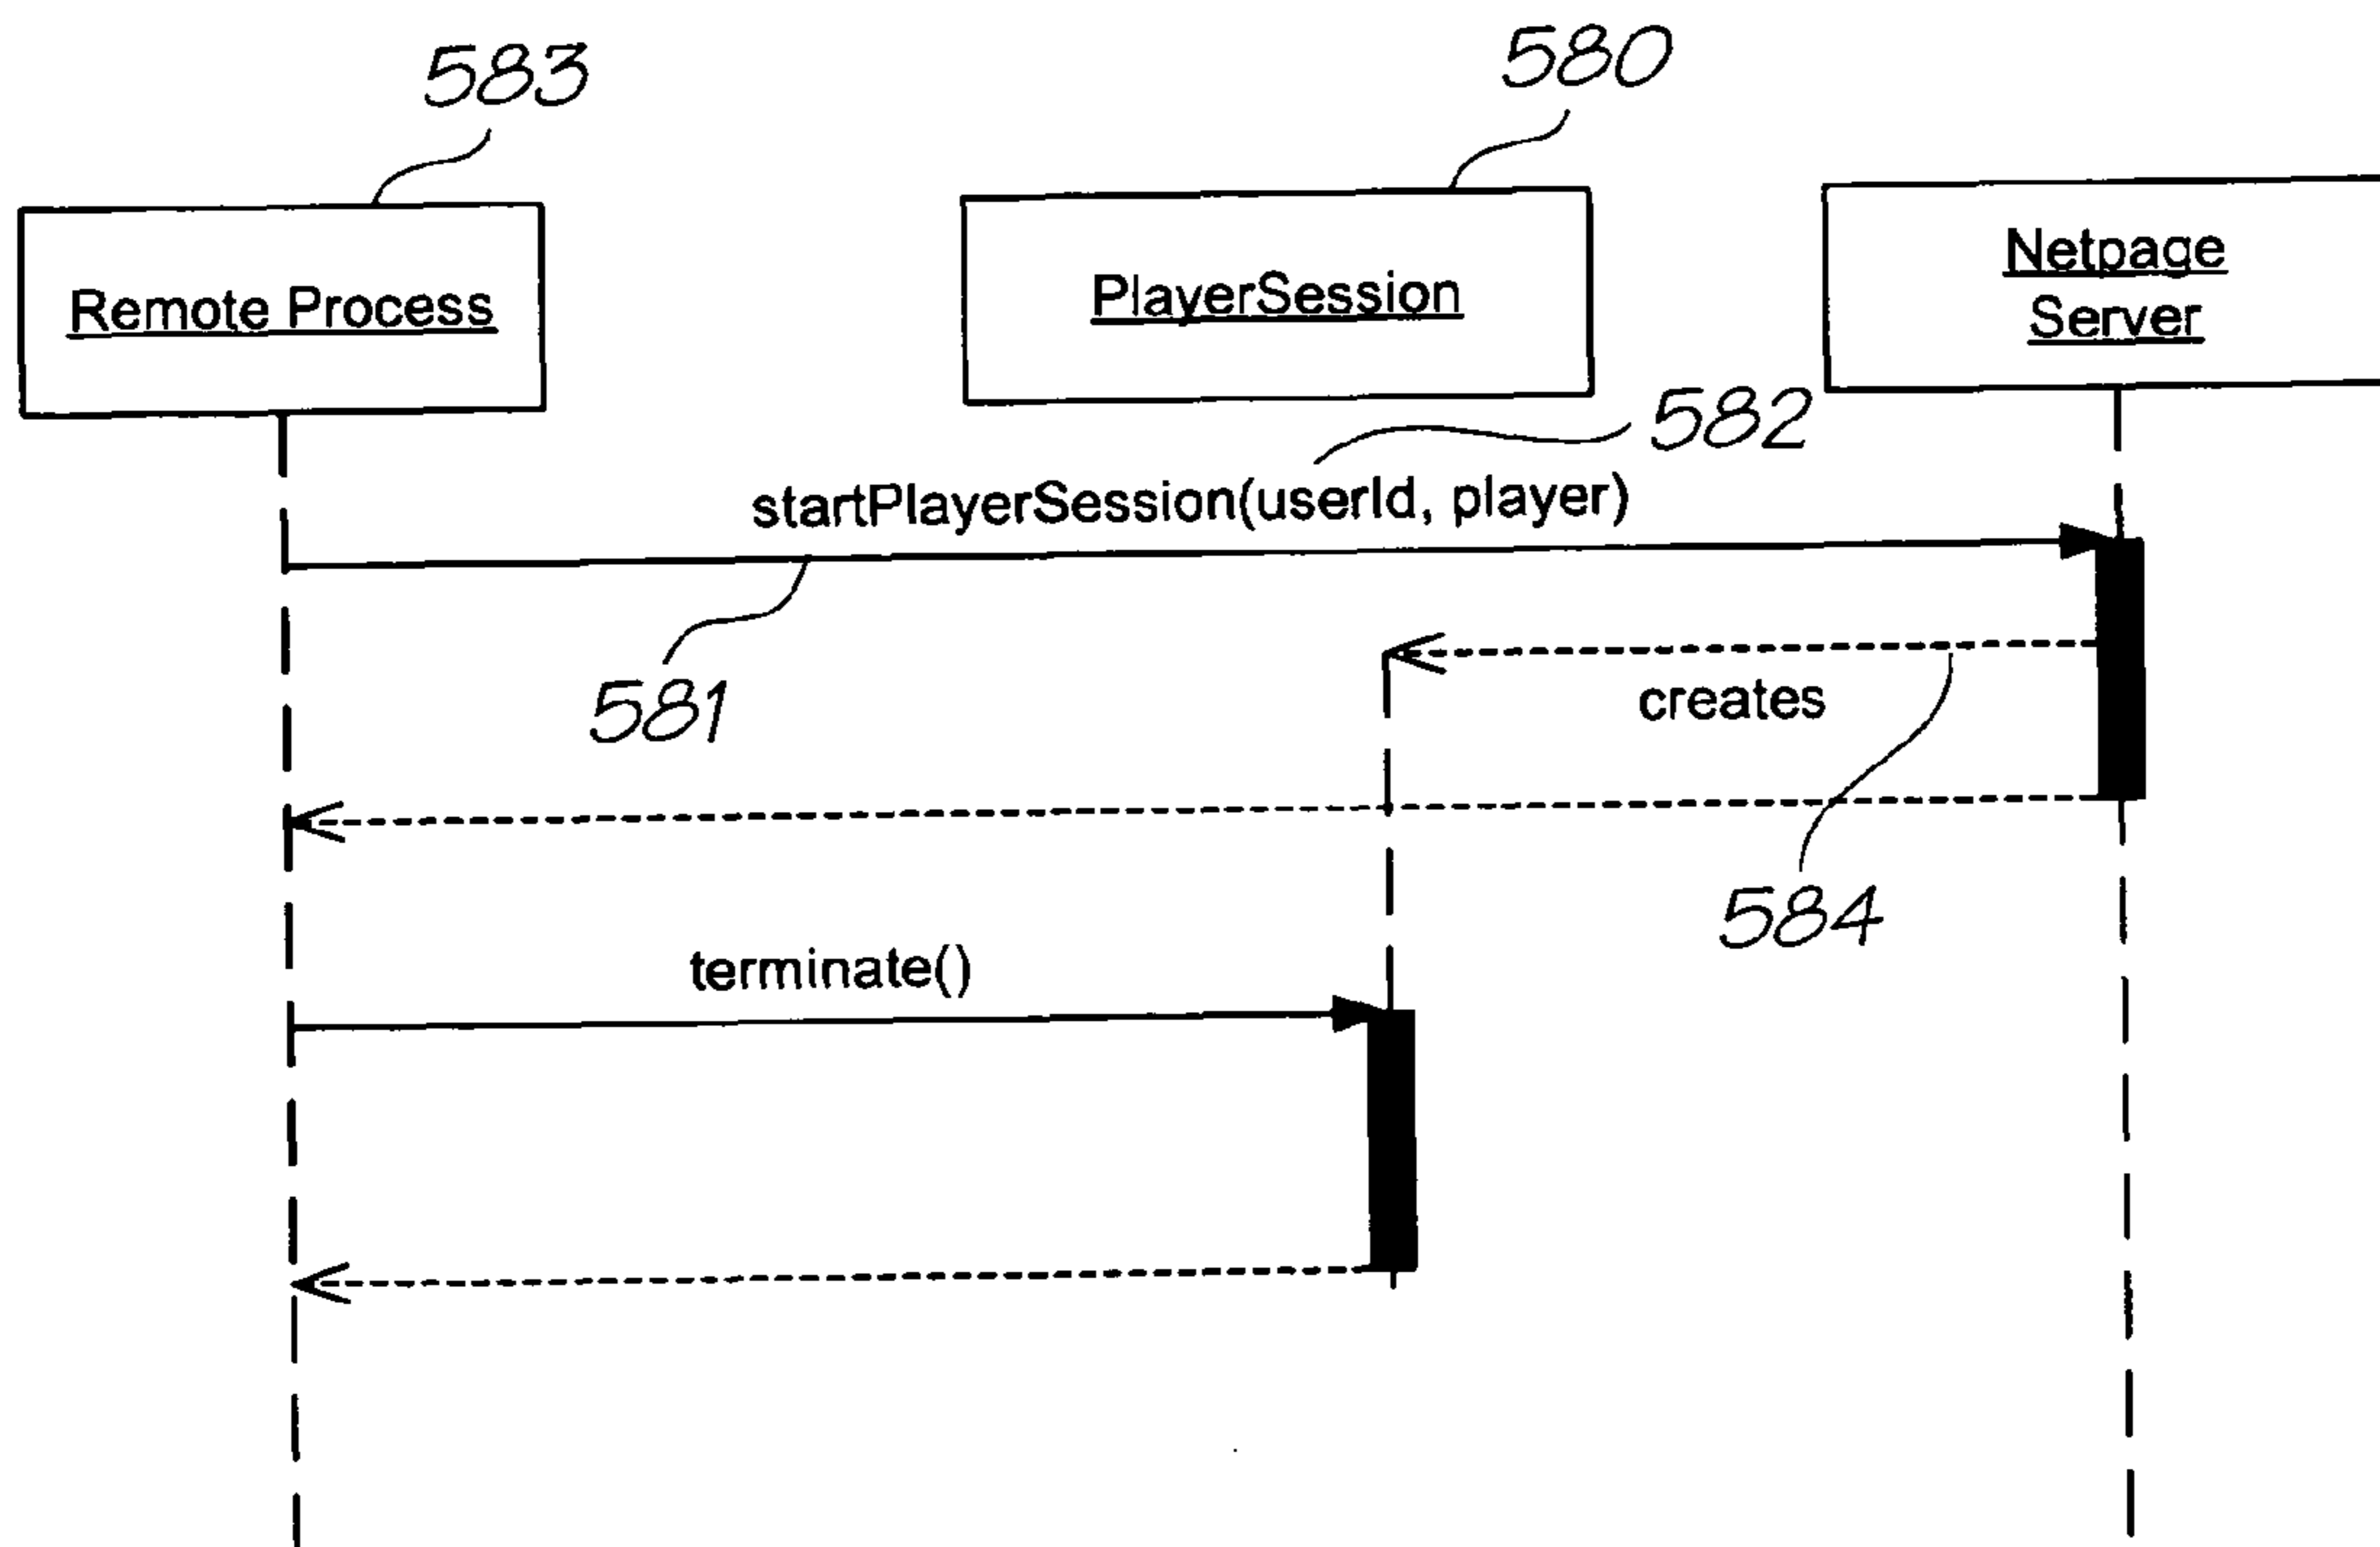 583
580
Remote Process
PlayerSession
Netpage
Server
582
startPlayerSession(userId, player)
581
creates
584
terminate()